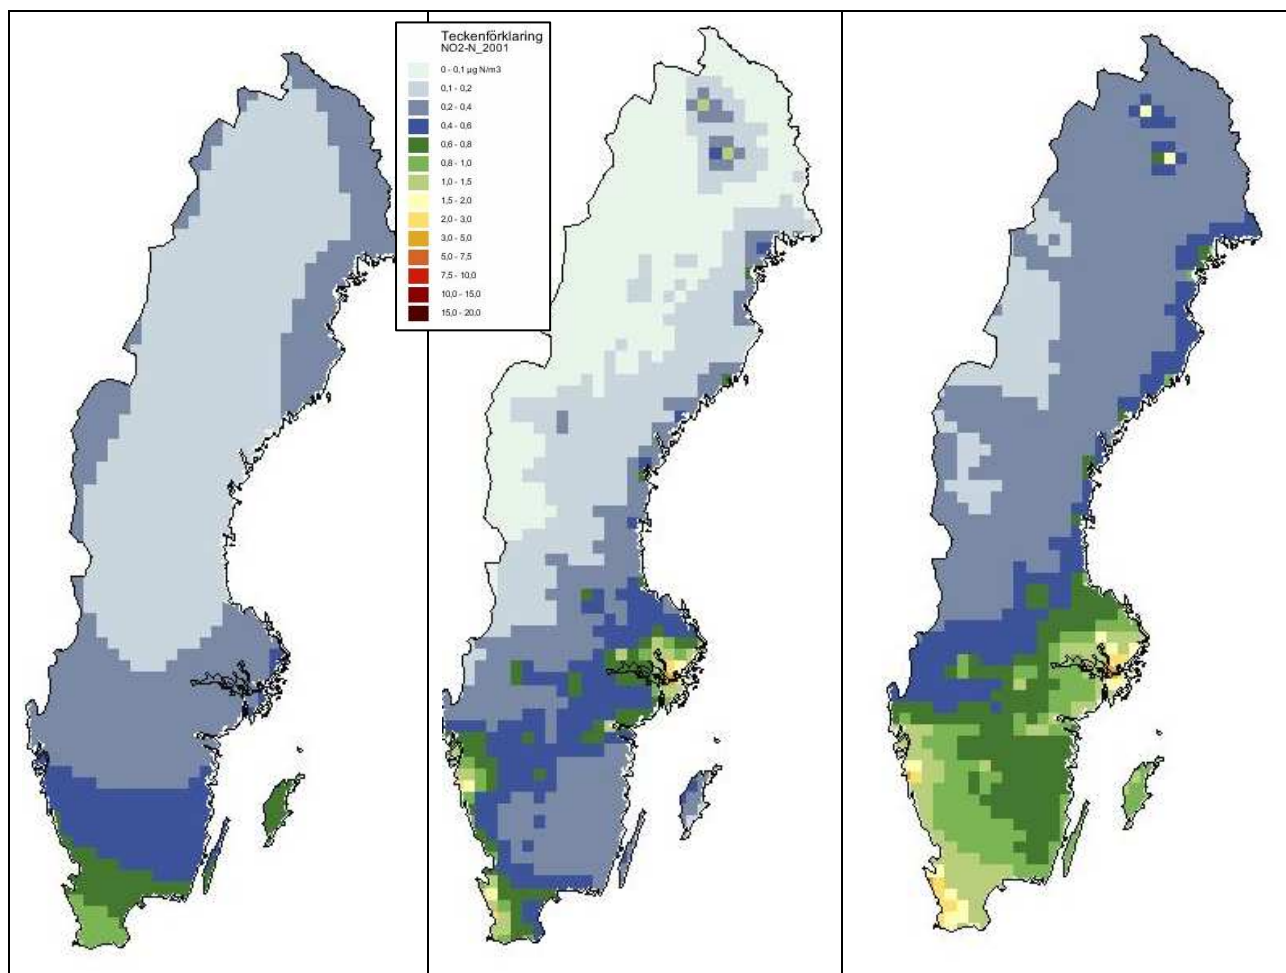 Teckenförklaring
NO2-N_2001
0 - 0,1 µg N/m3
0,1 - 0,2
0,2 - 0,4
0,4 - 0,6
0,6 - 0,8
0,8 - 1,0
1,0 - 1,5
1,5 - 2,0
2,0 - 3,0
3,0 - 5,0
5,0 - 7,5
7,5 - 10,0
10,0 - 15,0
15,0 - 20,0